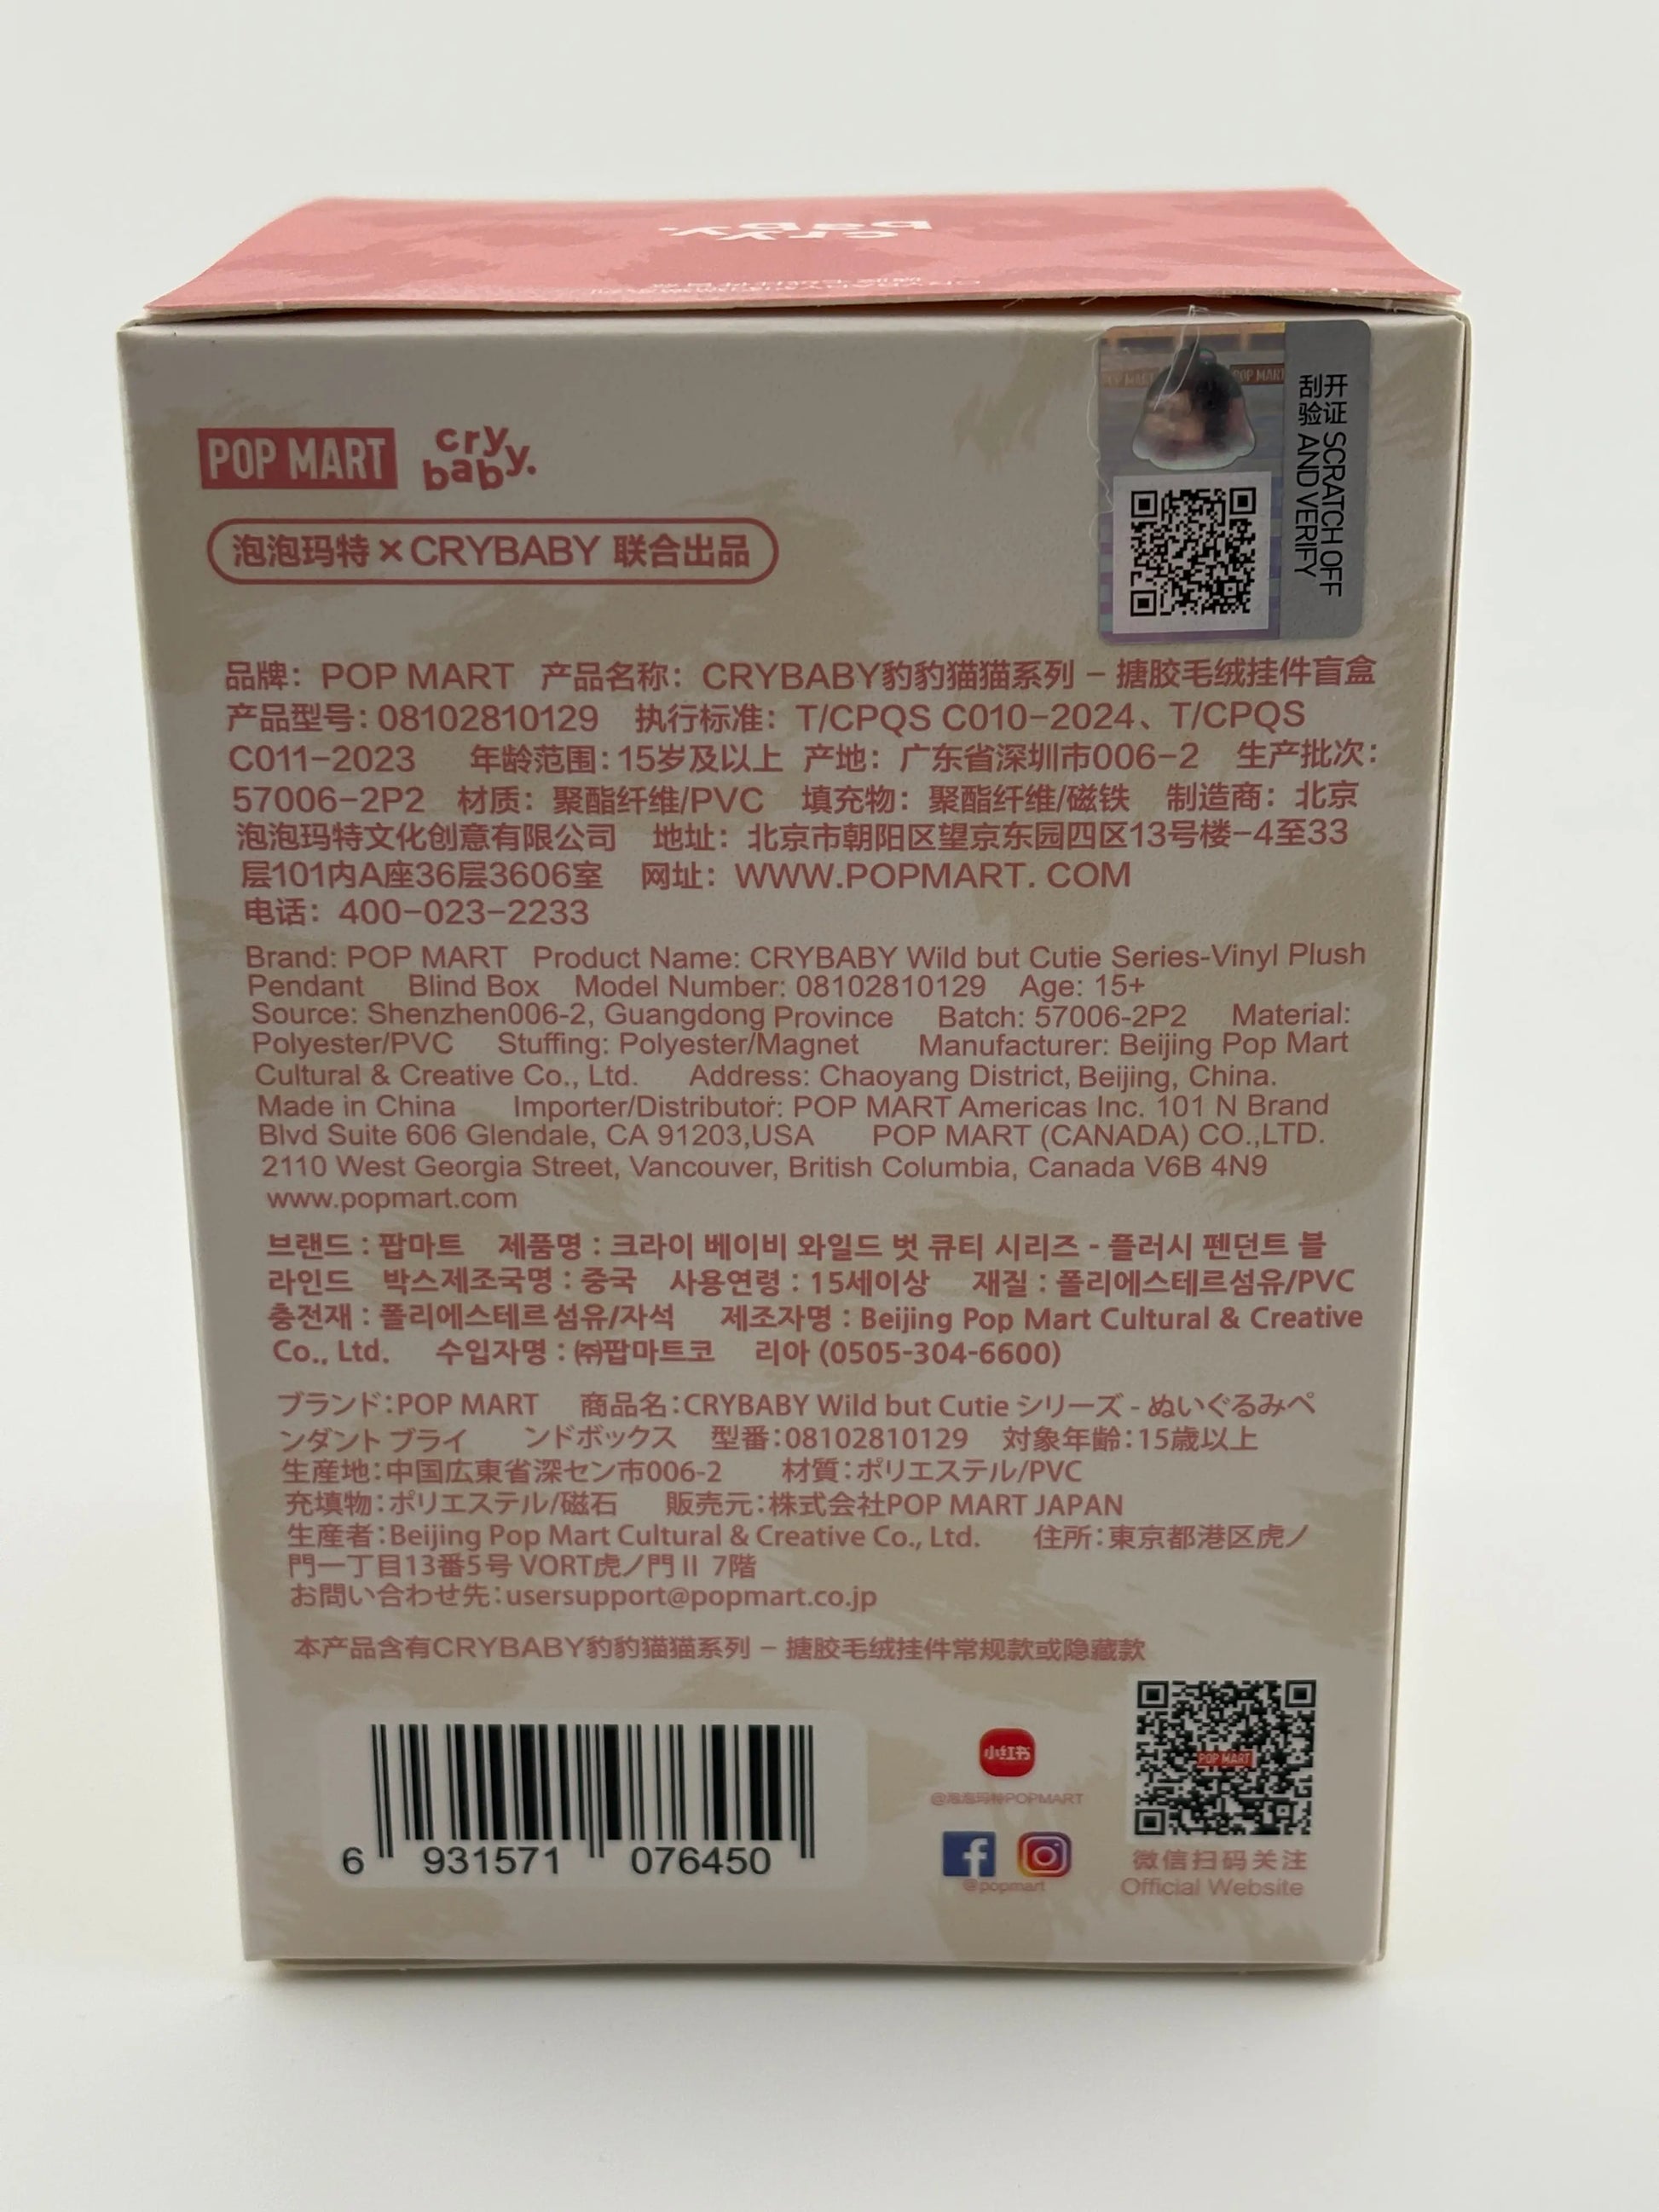 cry
baby.
POP MART
POP MART
cry
baby.
开证 SCRATCH OFF
刮验 AND VERIFY
泡泡玛特×CRYBABY 联合出品
品牌：POP MART 产品名称：CRYBABY豹豹猫猫系列－搪胶毛绒挂件盲盒
产品型号：08102810129 执行标准：T/CPQS C010-2024、T/CPQS
C011-2023 年龄范围：15岁及以上 产地：广东省深圳市006-2 生产批次：
57006-2P2 材质：聚酯纤维/PVC 填充物：聚酯纤维/磁铁 制造商：北京
泡泡玛特文化创意有限公司 地址：北京市朝阳区望京东园四区13号楼-4至33
层101内A座36层3606室 网址：WWW.POPMART. COM
电话：400-023-2233
Brand: POP MART Product Name: CRYBABY Wild but Cutie Series-Vinyl Plush
Pendant Blind Box Model Number: 08102810129 Age: 15+
Source: Shenzhen006-2, Guangdong Province Batch: 57006-2P2 Material:
Polyester/PVC Stuffing: Polyester/Magnet Manufacturer: Beijing Pop Mart
Cultural & Creative Co., Ltd. Address: Chaoyang District, Beijing, China.
Made in China Importer/Distributor: POP MART Americas Inc. 101 N Brand
Blvd Suite 606 Glendale, CA 91203,USA POP MART (CANADA) CO.,LTD.
2110 West Georgia Street, Vancouver, British Columbia, Canada V6B 4N9
www.popmart.com
브랜드 : 팝마트 제품명 : 크라이 베이비 와일드 벗 큐티 시리즈 - 플러시 펜던트 블
라인드 박스제조국명 : 중국 사용연령 : 15세이상 재질 : 폴리에스테르섬유/PVC
충전재 : 폴리에스테르섬유/자석 제조자명 : Beijing Pop Mart Cultural & Creative
Co., Ltd. 수입자명 : ㈜팝마트코 리아 (0505-304-6600)
ブランド：POP MART 商品名：CRYBABY Wild but Cutie シリーズ - ぬいぐるみペ
ンダント ブライ ンドボックス 型番：08102810129 対象年齢：15歳以上
生産地：中国広東省深セン市006-2 材質：ポリエステル/PVC
充填物：ポリエステル/磁石 販売元：株式会社POP MART JAPAN
生産者：Beijing Pop Mart Cultural & Creative Co., Ltd. 住所：東京都港区虎ノ
門一丁目13番5号 VORT虎ノ門Ⅱ 7階
お問い合わせ先：usersupport@popmart.co.jp
本产品含有CRYBABY豹豹猫猫系列－搪胶毛绒挂件常规款或隐藏款
6 931571 076450
小红书
@泡泡玛特POPMART
@popmart
POP MART
微信扫码关注
Official Website